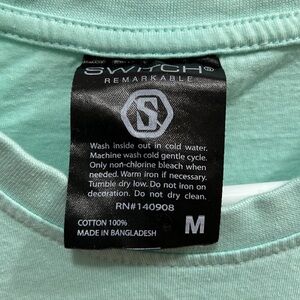 SWITCH®
REMARKABLE
S
Wash inside out in cold water.
Machine wash cold gentle cycle.
Only non-chlorine bleach when
needed. Warm iron if necessary.
Tumble dry low. Do not iron on
decoration. Do not dry clean.
RN#140908
COTTON 100%
MADE IN BANGLADESH
M